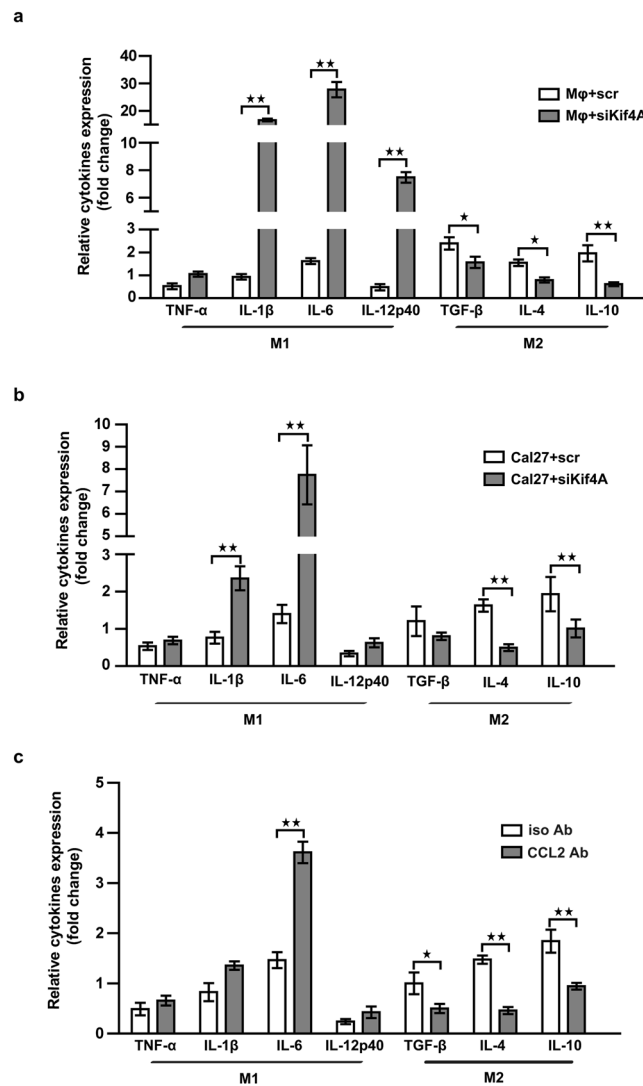 a
Relative cytokines expression
(fold change)
40
30
20
10
8
6
4
2
1
0
★★
★★
★★
★
★
★★
Mφ+scr
Mφ+siKif4A
TNF-α IL-1β IL-6 IL-12p40 TGF-β IL-4 IL-10
M1 M2
b
Relative cytokines expression
(fold change)
10
9
8
7
6
5
3
2
1
0
★★
★★
★★
★★
Cal27+scr
Cal27+siKif4A
TNF-α IL-1β IL-6 IL-12p40 TGF-β IL-4 IL-10
M1 M2
c
Relative cytokines expression
(fold change)
5
4
3
2
1
0
★★
★
★★
★★
iso Ab
CCL2 Ab
TNF-α IL-1β IL-6 IL-12p40 TGF-β IL-4 IL-10
M1 M2